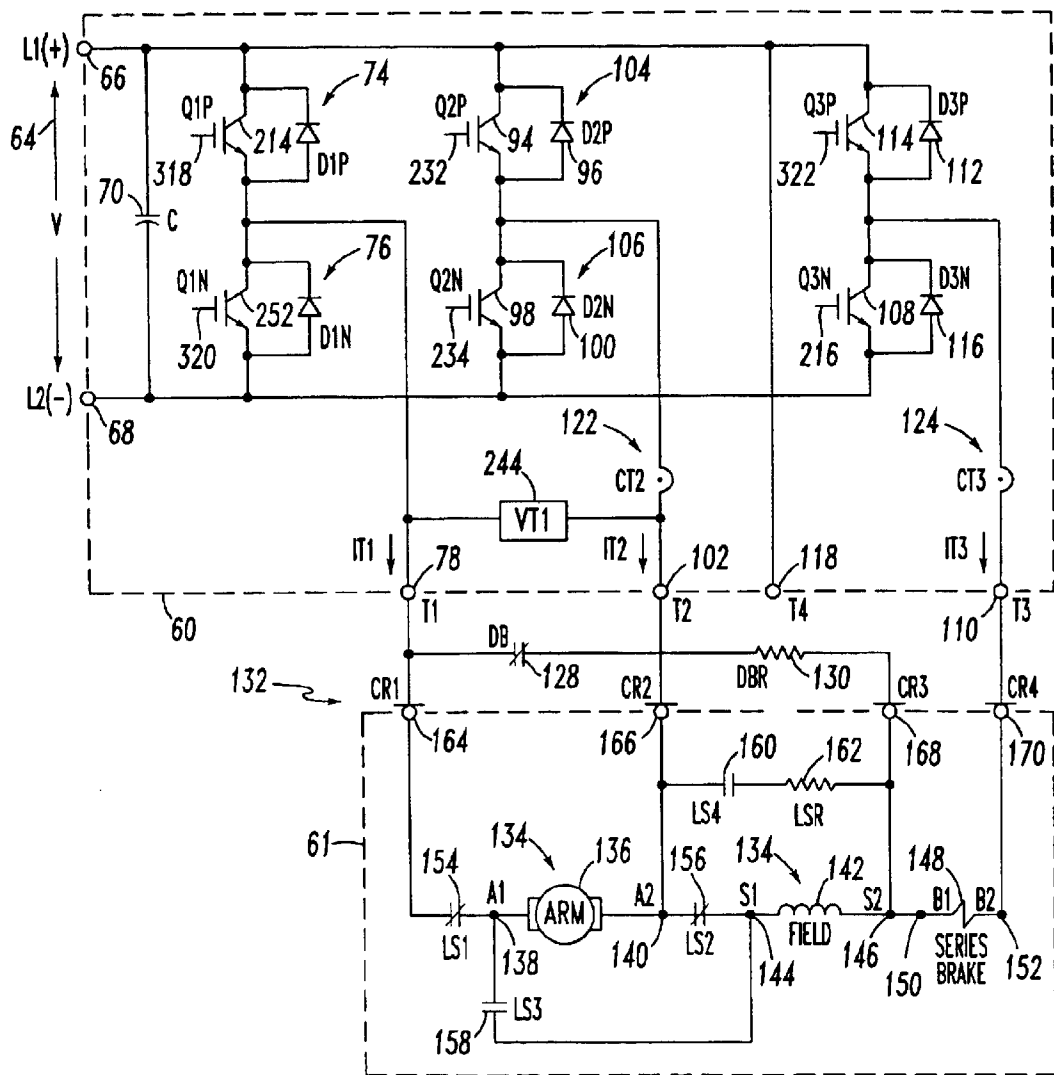 L1(+)
66
64
V
70
C
L2(-)
68
Q1P
74
214
318
D1P
Q1N
76
252
320
D1N
Q2P
104
94
D2P
232
96
Q2N
106
98
D2N
234
100
Q3P
D3P
114
322
112
Q3N
D3N
108
216
116
122
124
244
CT2
CT3
VT1
IT1
78
IT2
102
118
IT3
T1
T2
T4
110
T3
60
DB
128
DBR
130
132
CR1
CR2
CR3
CR4
164
166
168
170
160
162
LS4
LSR
61
134
136
154
A1
ARM
A2
156
S1
134
142
S2
148
B1
B2
LS1
138
140
LS2
144
FIELD
146
150
SERIES
BRAKE
152
LS3
158